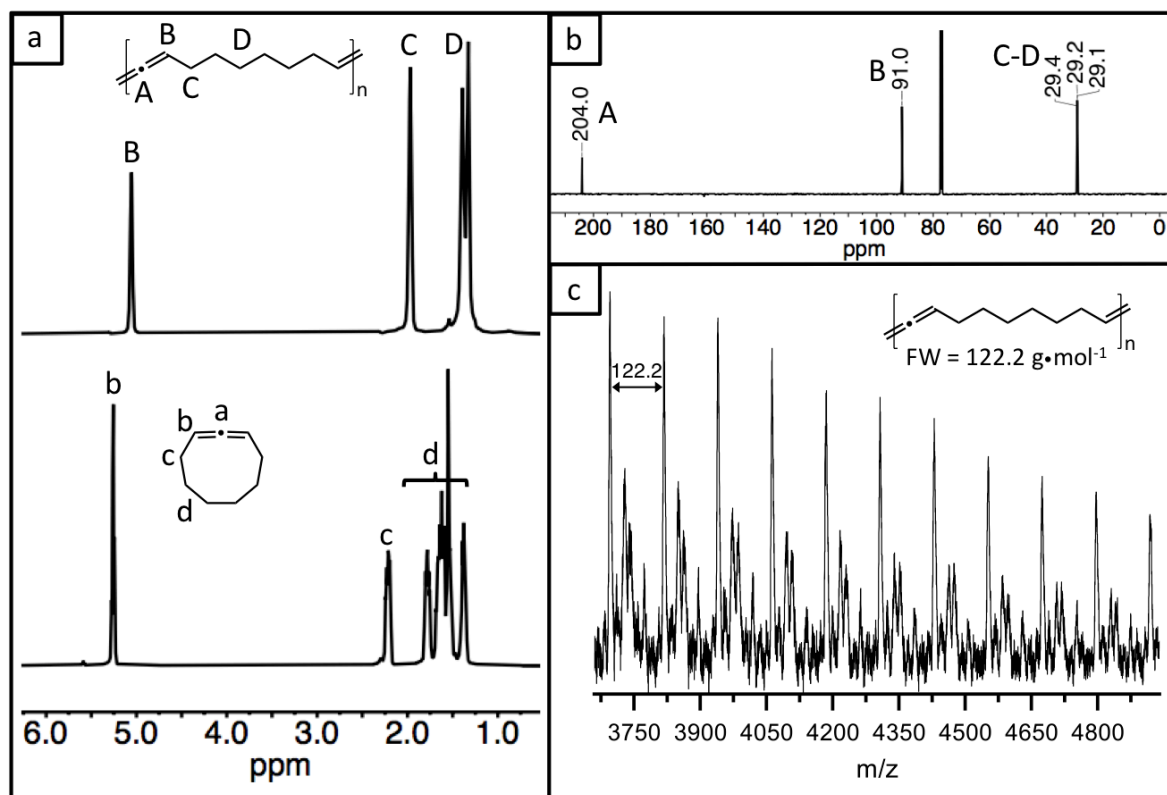 a
B
D
A
C
n
B
C
D
b
b
a
c
d
c
d
6.0 5.0 4.0 3.0 2.0 1.0
ppm
b
204.0
A
B
91.0
C-D
29.4
29.2
29.1
200 180 160 140 120 100 80 60 40 20 0
ppm
c
n
FW = 122.2 g•mol-1
122.2
3750 3900 4050 4200 4350 4500 4650 4800
m/z